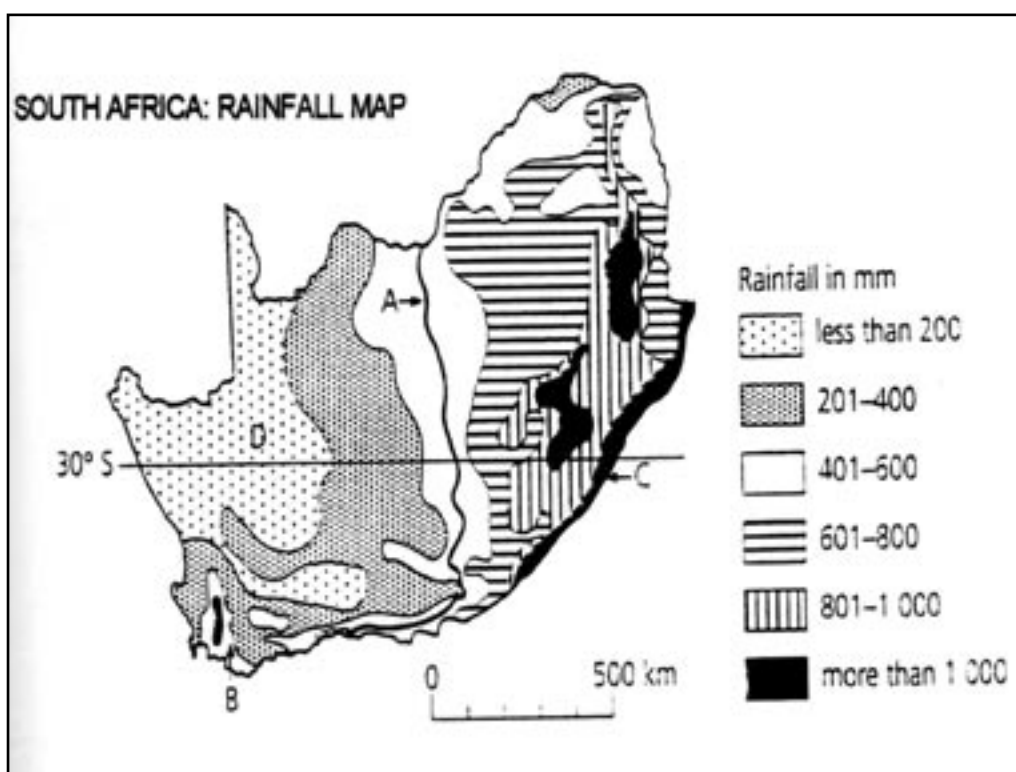 SOUTH AFRICA: RAINFALL MAP
A
D
30° S
C
B
0 500 km
Rainfall in mm
less than 200
201–400
401–600
601–800
801–1 000
more than 1 000